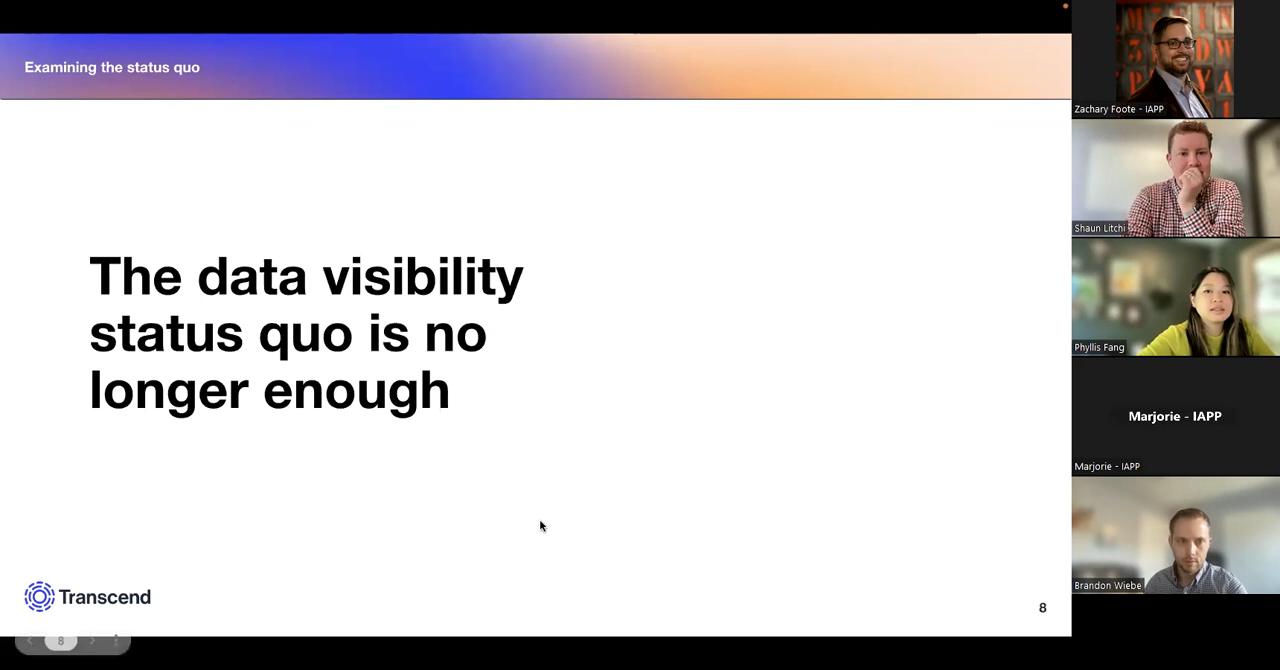 Examining the status quo
The data visibility
status quo is no
longer enough
Transcend
8
8
Zachary Foote - IAPP
Shaun Litchi
Phyllis Fang
Marjorie - IAPP
Marjorie - IAPP
Brandon Wiebe